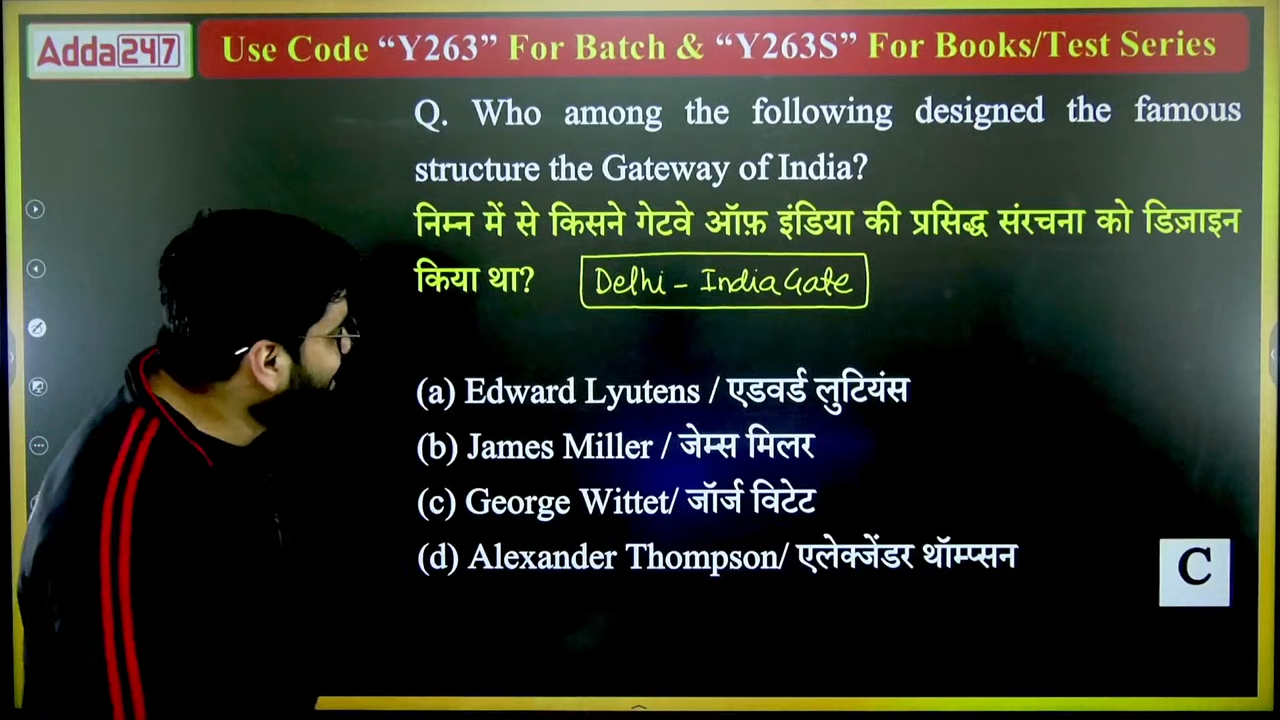 Adda247
Use Code “Y263” For Batch & “Y263S” For Books/Test Series
Q. Who among the following designed the famous
structure the Gateway of India?
निम्न में से किसने गेटवे ऑफ़ इंडिया की प्रसिद्ध संरचना को डिज़ाइन
किया था?
Delhi - India Gate
(a) Edward Lyutens / एडवर्ड लुटियंस
(b) James Miller / जेम्स मिलर
(c) George Wittet/ जॉर्ज विटेट
(d) Alexander Thompson/ एलेक्जेंडर थॉम्प्सन
C